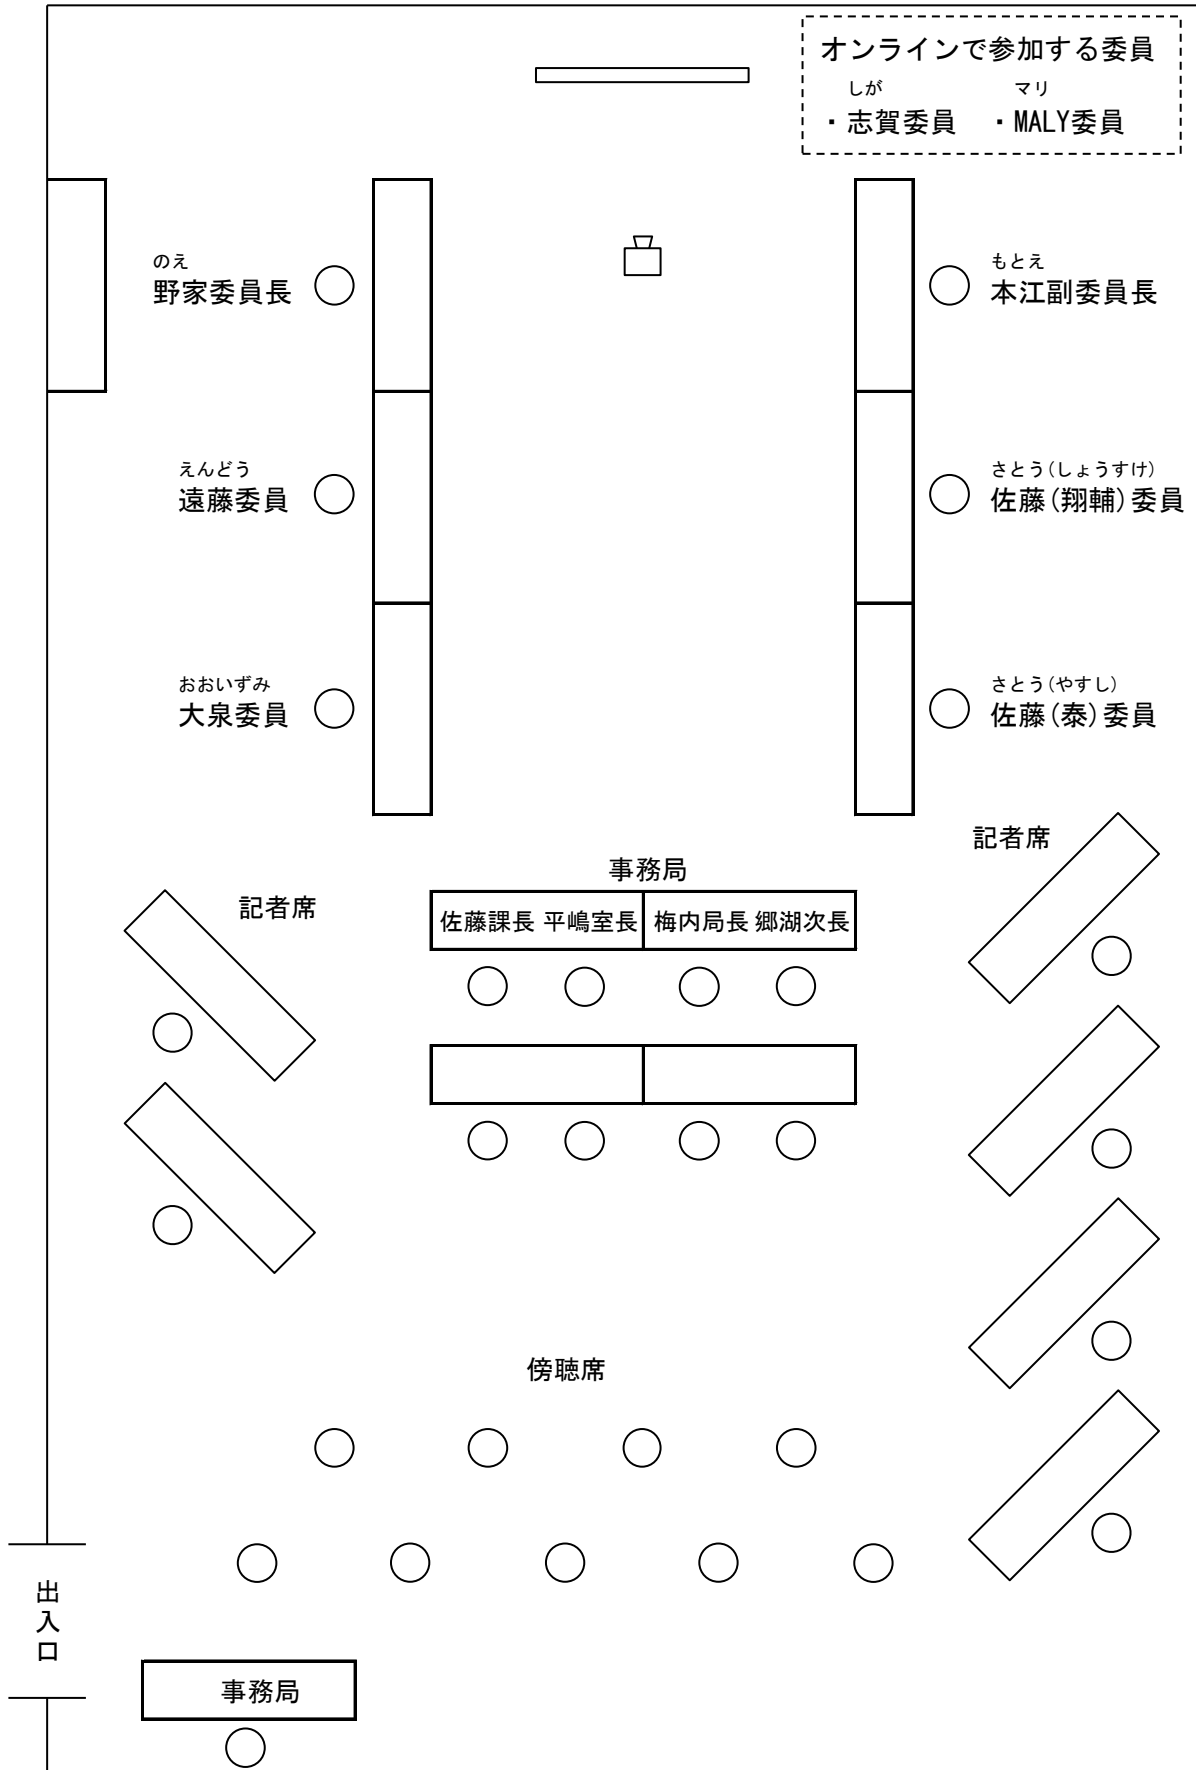 オンラインで参加する委員
しが マリ
・志賀委員 ・MALY委員
のえ
野家委員長
もとえ
本江副委員長
えんどう
遠藤委員
さとう(しょうすけ)
佐藤(翔輔)委員
おおいずみ
大泉委員
さとう(やすし)
佐藤(泰)委員
記者席
事務局
記者席
佐藤課長 平嶋室長 梅内局長 郷湖次長
傍聴席
出入口
事務局